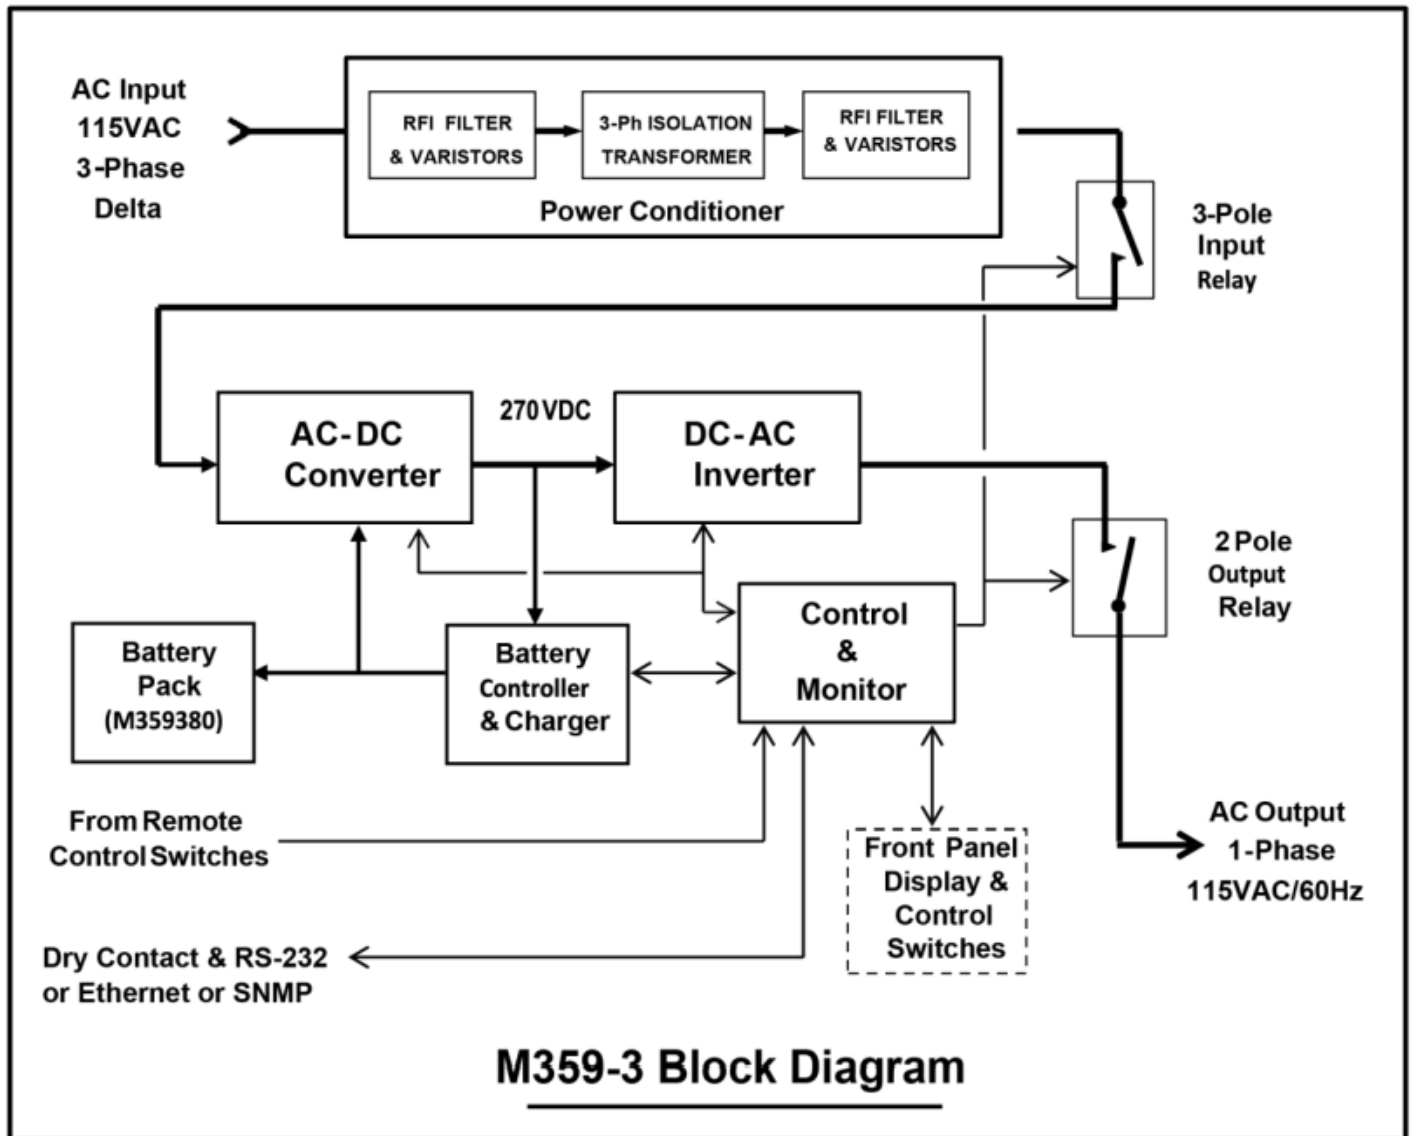 AC Input
115VAC
3-Phase
Delta
RFI FILTER
& VARISTORS
3-Ph ISOLATION
TRANSFORMER
RFI FILTER
& VARISTORS
Power Conditioner
3-Pole
Input
Relay
AC-DC
Converter
270 VDC
DC-AC
Inverter
2 Pole
Output
Relay
Battery
Pack
(M359380)
Battery
Controller
& Charger
Control
&
Monitor
From Remote
Control Switches
Front Panel
Display &
Control
Switches
AC Output
1-Phase
115VAC/60Hz
Dry Contact & RS-232
or Ethernet or SNMP
M359-3 Block Diagram